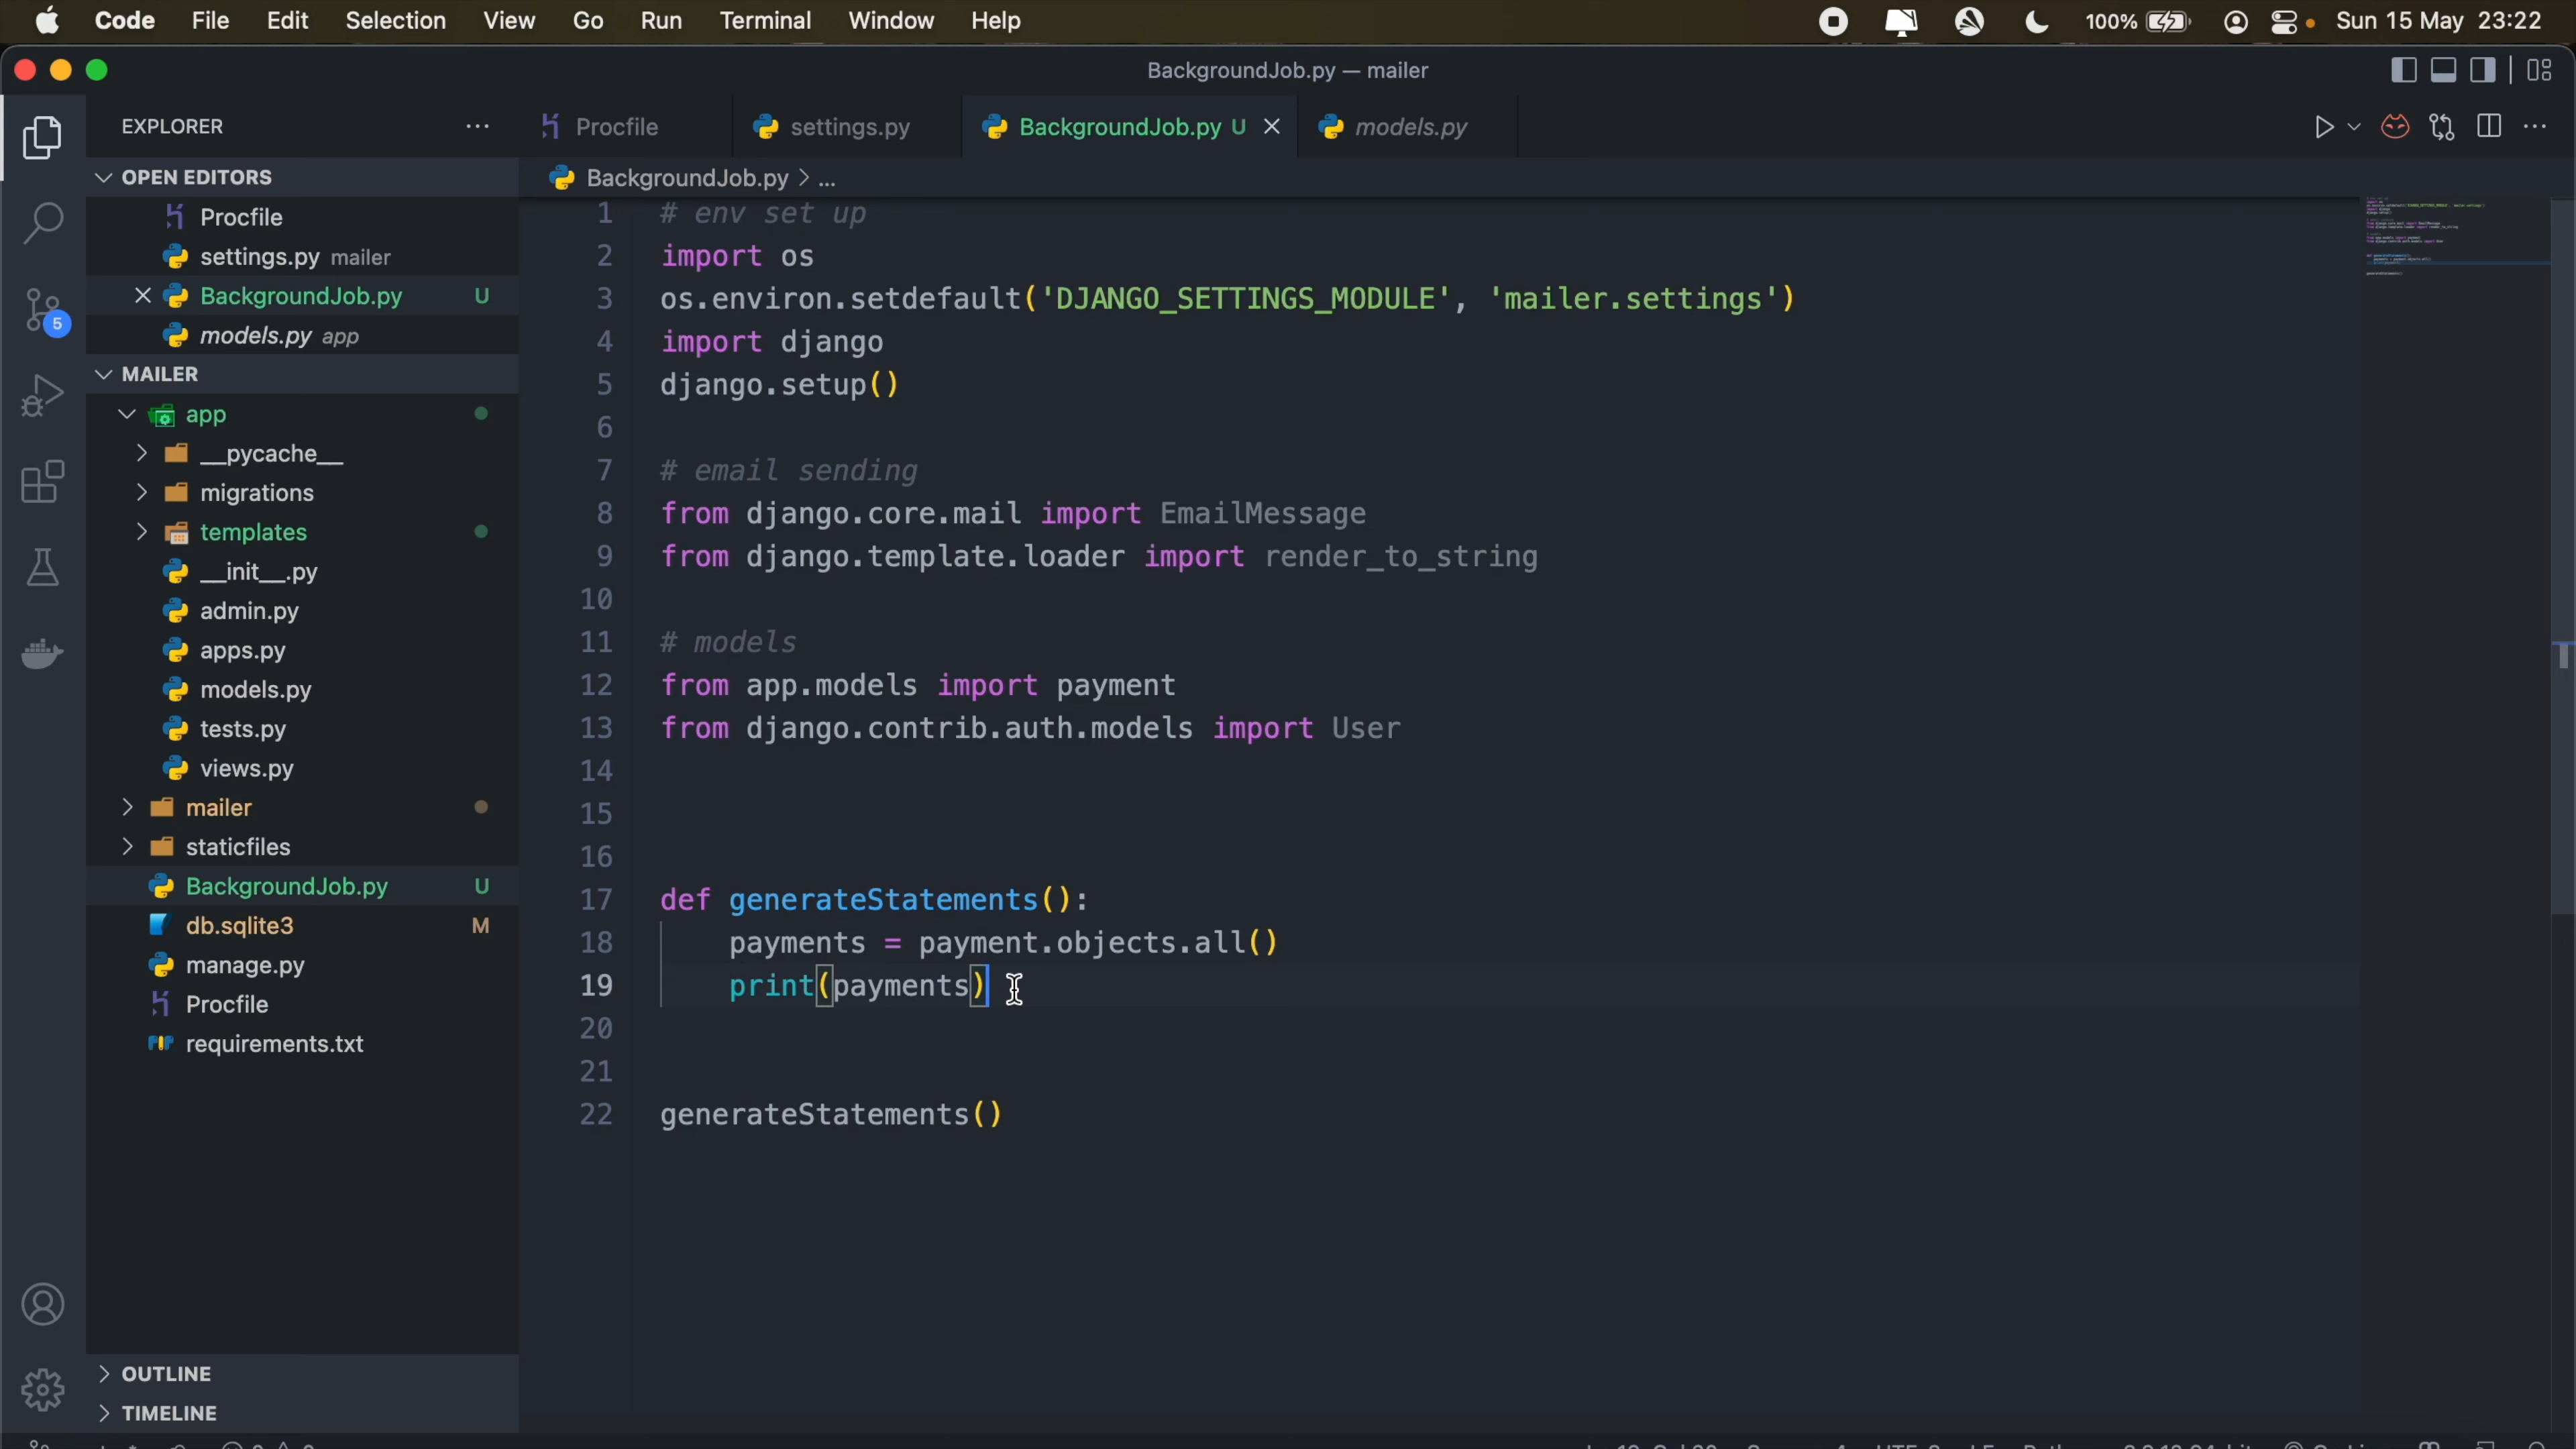 Code File Edit Selection View Go Run Terminal Window Help 100% Sun 15 May 23:22
BackgroundJob.py — mailer
EXPLORER
Procfile settings.py BackgroundJob.py U models.py
OPEN EDITORS
Procfile
settings.py mailer
BackgroundJob.py U
models.py app
MAILER
app
__pycache__
migrations
templates
__init__.py
admin.py
apps.py
models.py
tests.py
views.py
mailer
staticfiles
BackgroundJob.py U
db.sqlite3 M
manage.py
Procfile
requirements.txt
OUTLINE
TIMELINE
5
BackgroundJob.py > ...
1 # env set up
2 import os
3 os.environ.setdefault('DJANGO_SETTINGS_MODULE', 'mailer.settings')
4 import django
5 django.setup()
6
7 # email sending
8 from django.core.mail import EmailMessage
9 from django.template.loader import render_to_string
10
11 # models
12 from app.models import payment
13 from django.contrib.auth.models import User
14
15
16
17 def generateStatements():
18 payments = payment.objects.all()
19 print(payments)
20
21
22 generateStatements()